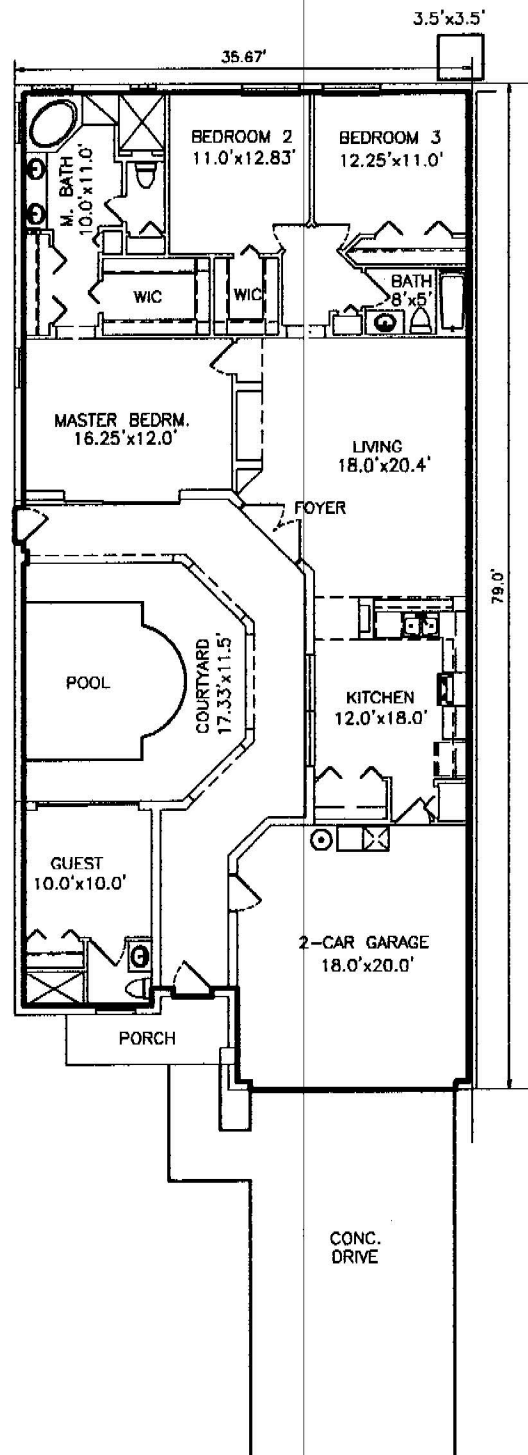 3.5'x3.5'
35.67'
BEDROOM 2
11.0'x12.83'
BEDROOM 3
12.25'x11.0'
M. BATH
10.0'x11.0'
WIC
WIC
BATH
8'x5'
MASTER BEDRM.
16.25'x12.0'
LIVING
18.0'x20.4'
FOYER
79.0'
POOL
COURTYARD
17.33'x11.5'
KITCHEN
12.0'x18.0'
GUEST
10.0'x10.0'
2-CAR GARAGE
18.0'x20.0'
PORCH
CONC.
DRIVE